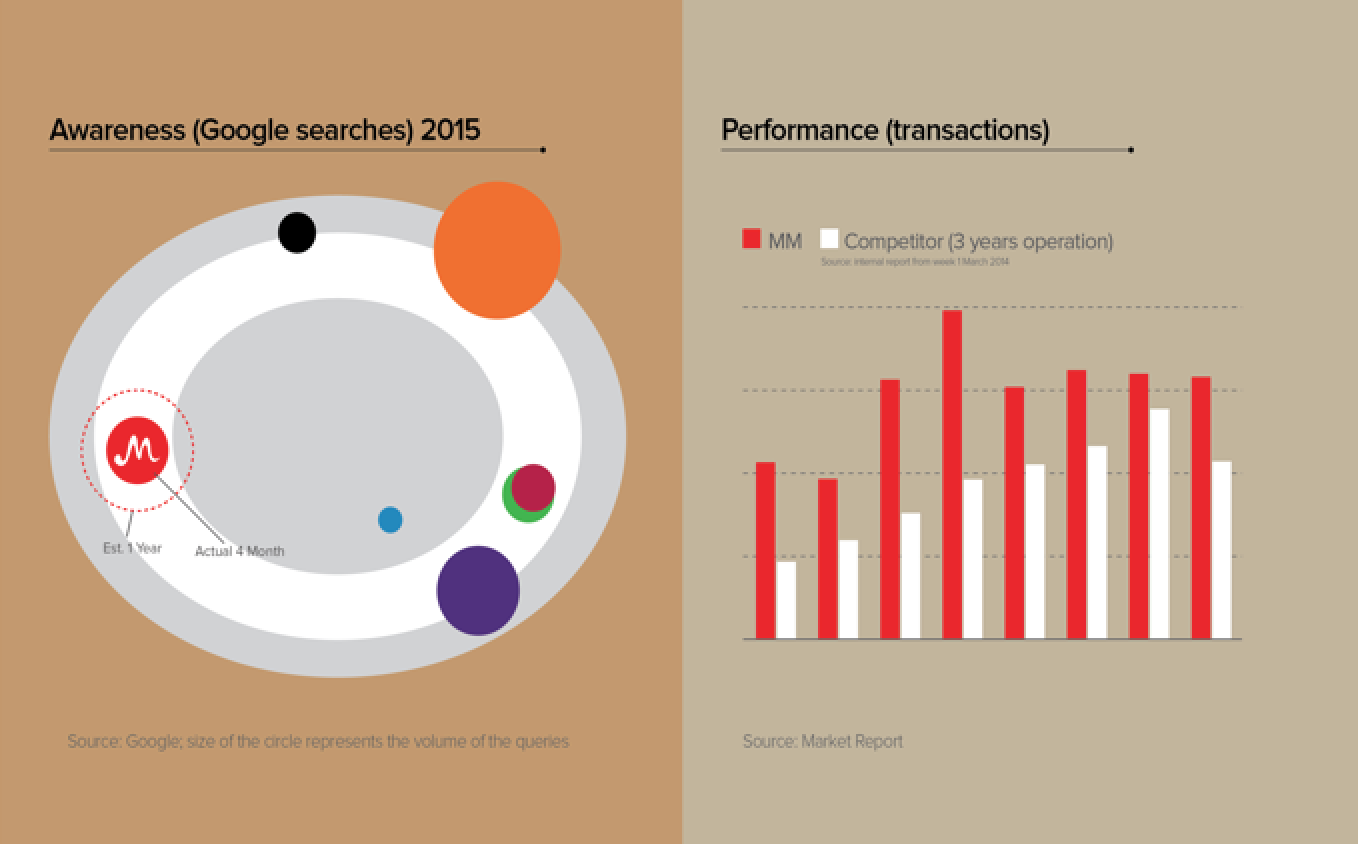 Awareness (Google searches) 2015
M
Est. 1 Year
Actual 4 Month
Source: Google; size of the circle represents the volume of the queries
Performance (transactions)
MM
Competitor (3 years operation)
Source: internal report from week 1 March 2014
Source: Market Report